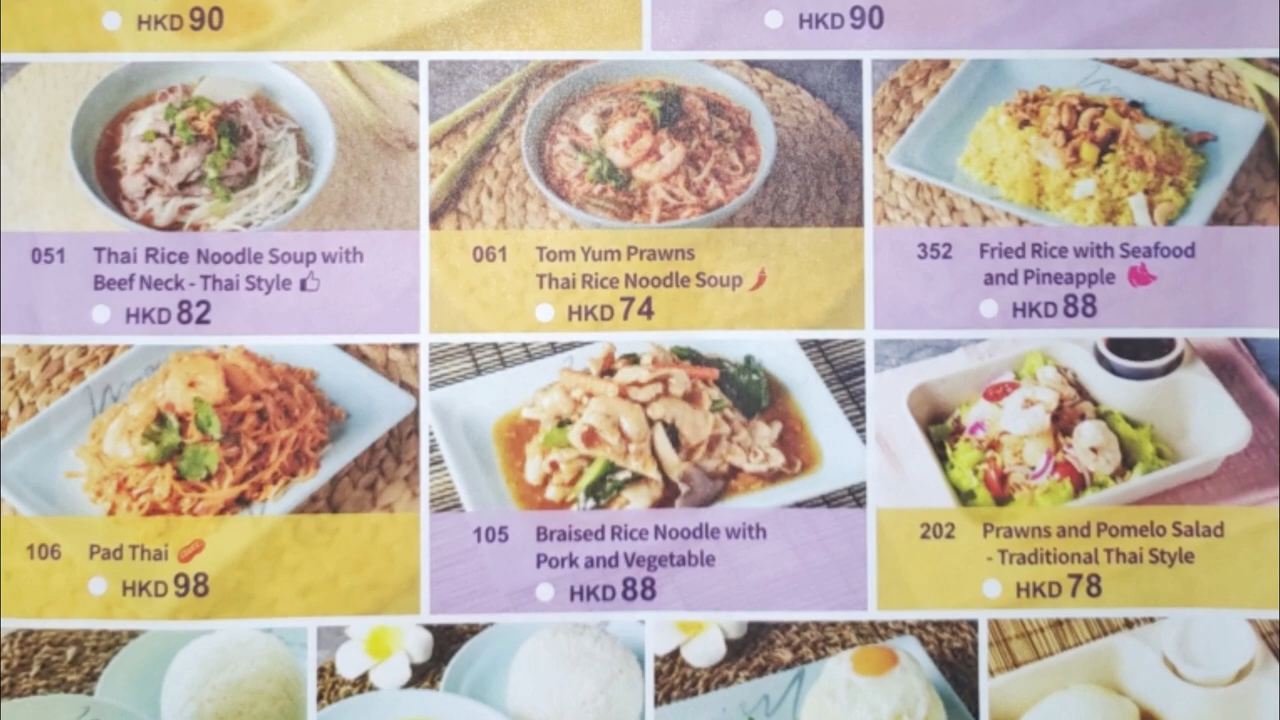 HKD 90
HKD 90
051 Thai Rice Noodle Soup with
Beef Neck - Thai Style
HKD 82
061 Tom Yum Prawns
Thai Rice Noodle Soup
HKD 74
352 Fried Rice with Seafood
and Pineapple
HKD 88
106 Pad Thai
HKD 98
105 Braised Rice Noodle with
Pork and Vegetable
HKD 88
202 Prawns and Pomelo Salad
- Traditional Thai Style
HKD 78